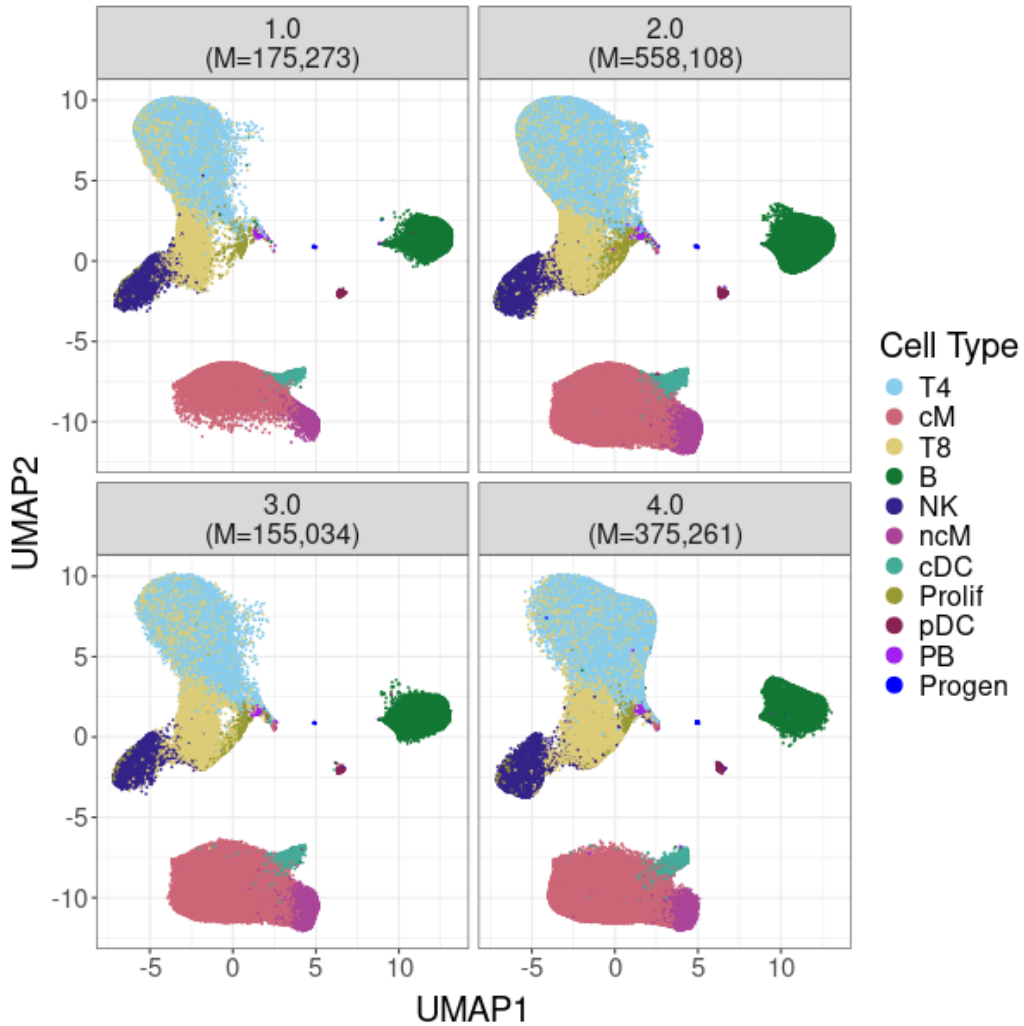 1.0
(M=175,273)
2.0
(M=558,108)
10
5
0
-5
-10
3.0
(M=155,034)
4.0
(M=375,261)
10
5
0
-5
-10
-5 0 5 10
-5 0 5 10
UMAP1
UMAP2
Cell Type
T4
cM
T8
B
NK
ncM
cDC
Prolif
pDC
PB
Progen